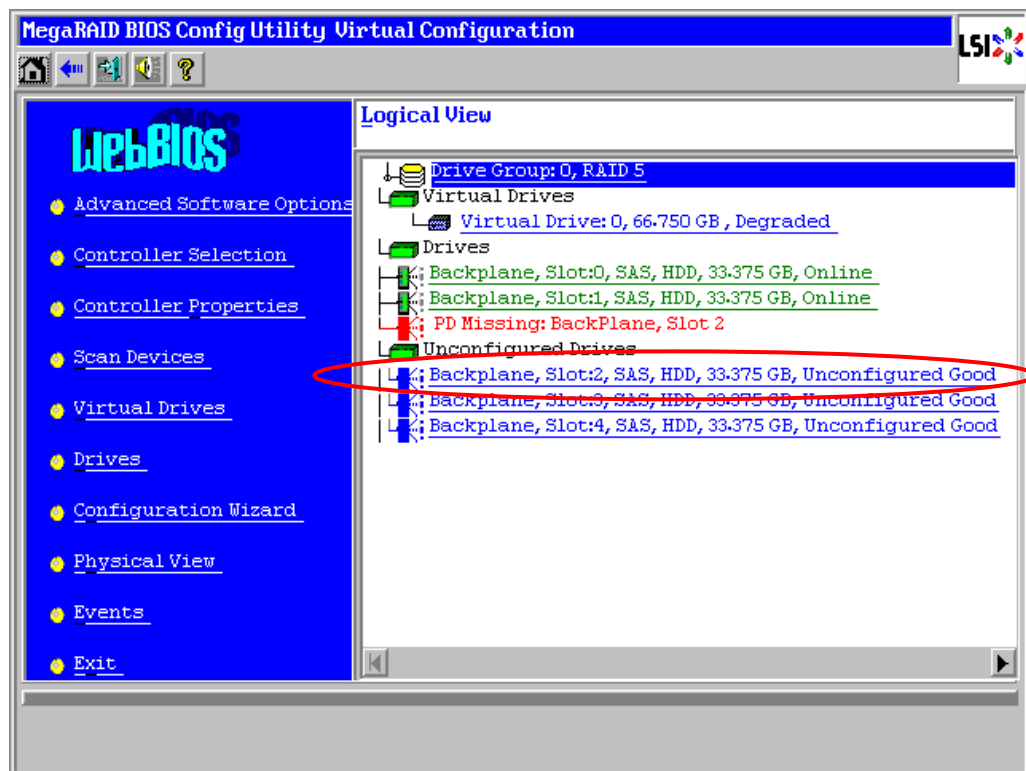 MegaRAID BIOS Config Utility Virtual Configuration
LSI
WebBIOS
Advanced Software Options
Controller Selection
Controller Properties
Scan Devices
Virtual Drives
Drives
Configuration Wizard
Physical View
Events
Exit
Logical View
Drive Group: 0, RAID 5
Virtual Drives
Virtual Drive: 0, 66.750 GB , Degraded
Drives
Backplane, Slot:0, SAS, HDD, 33.375 GB, Online
Backplane, Slot:1, SAS, HDD, 33.375 GB, Online
PD Missing: BackPlane, Slot 2
Unconfigured Drives
Backplane, Slot:2, SAS, HDD, 33.375 GB, Unconfigured Good
Backplane, Slot:3, SAS, HDD, 33.375 GB, Unconfigured Good
Backplane, Slot:4, SAS, HDD, 33.375 GB, Unconfigured Good